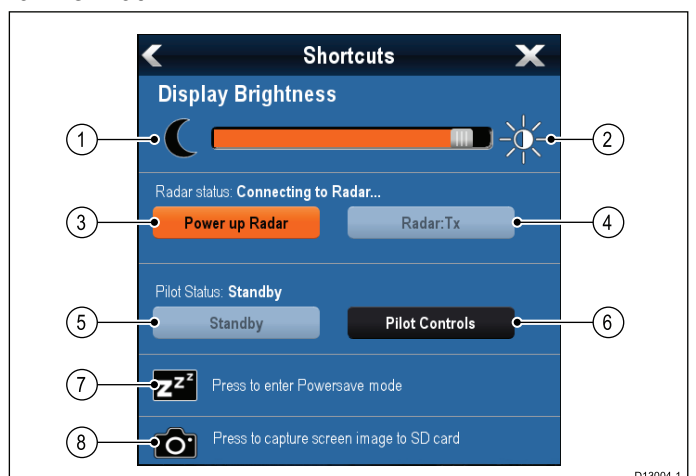 Shortcuts
Display Brightness
1
2
Radar status: Connecting to Radar...
3
Power up Radar
Radar:Tx
4
Pilot Status: Standby
5
Standby
Pilot Controls
6
7
zzz
Press to enter Powersave mode
8
Press to capture screen image to SD card